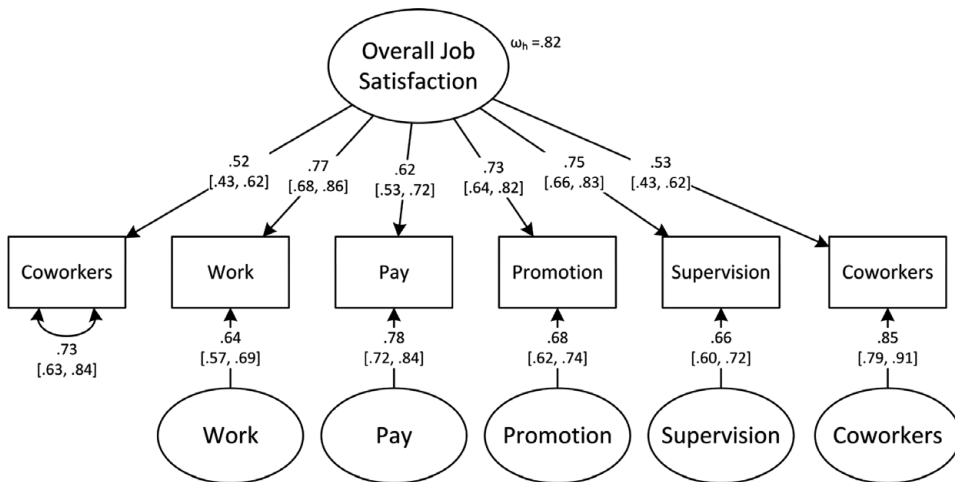 Overall Job
Satisfaction
ωh =.82
.52
[.43, .62]
.77
[.68, .86]
.62
[.53, .72]
.73
[.64, .82]
.75
[.66, .83]
.53
[.43, .62]
Coworkers
Work
Pay
Promotion
Supervision
Coworkers
.73
[.63, .84]
.64
[.57, .69]
.78
[.72, .84]
.68
[.62, .74]
.66
[.60, .72]
.85
[.79, .91]
Work
Pay
Promotion
Supervision
Coworkers